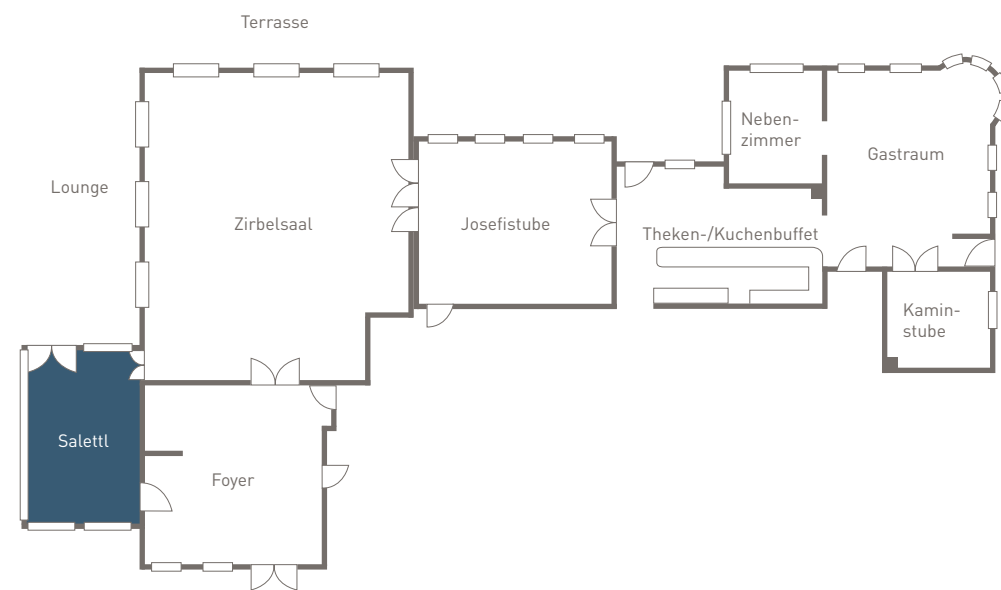 Terrasse
Lounge
Zirbelsaal
Josefistube
Neben-
zimmer
Gastraum
Theken-/Kuchenbuffet
Kamin-
stube
Salettl
Foyer